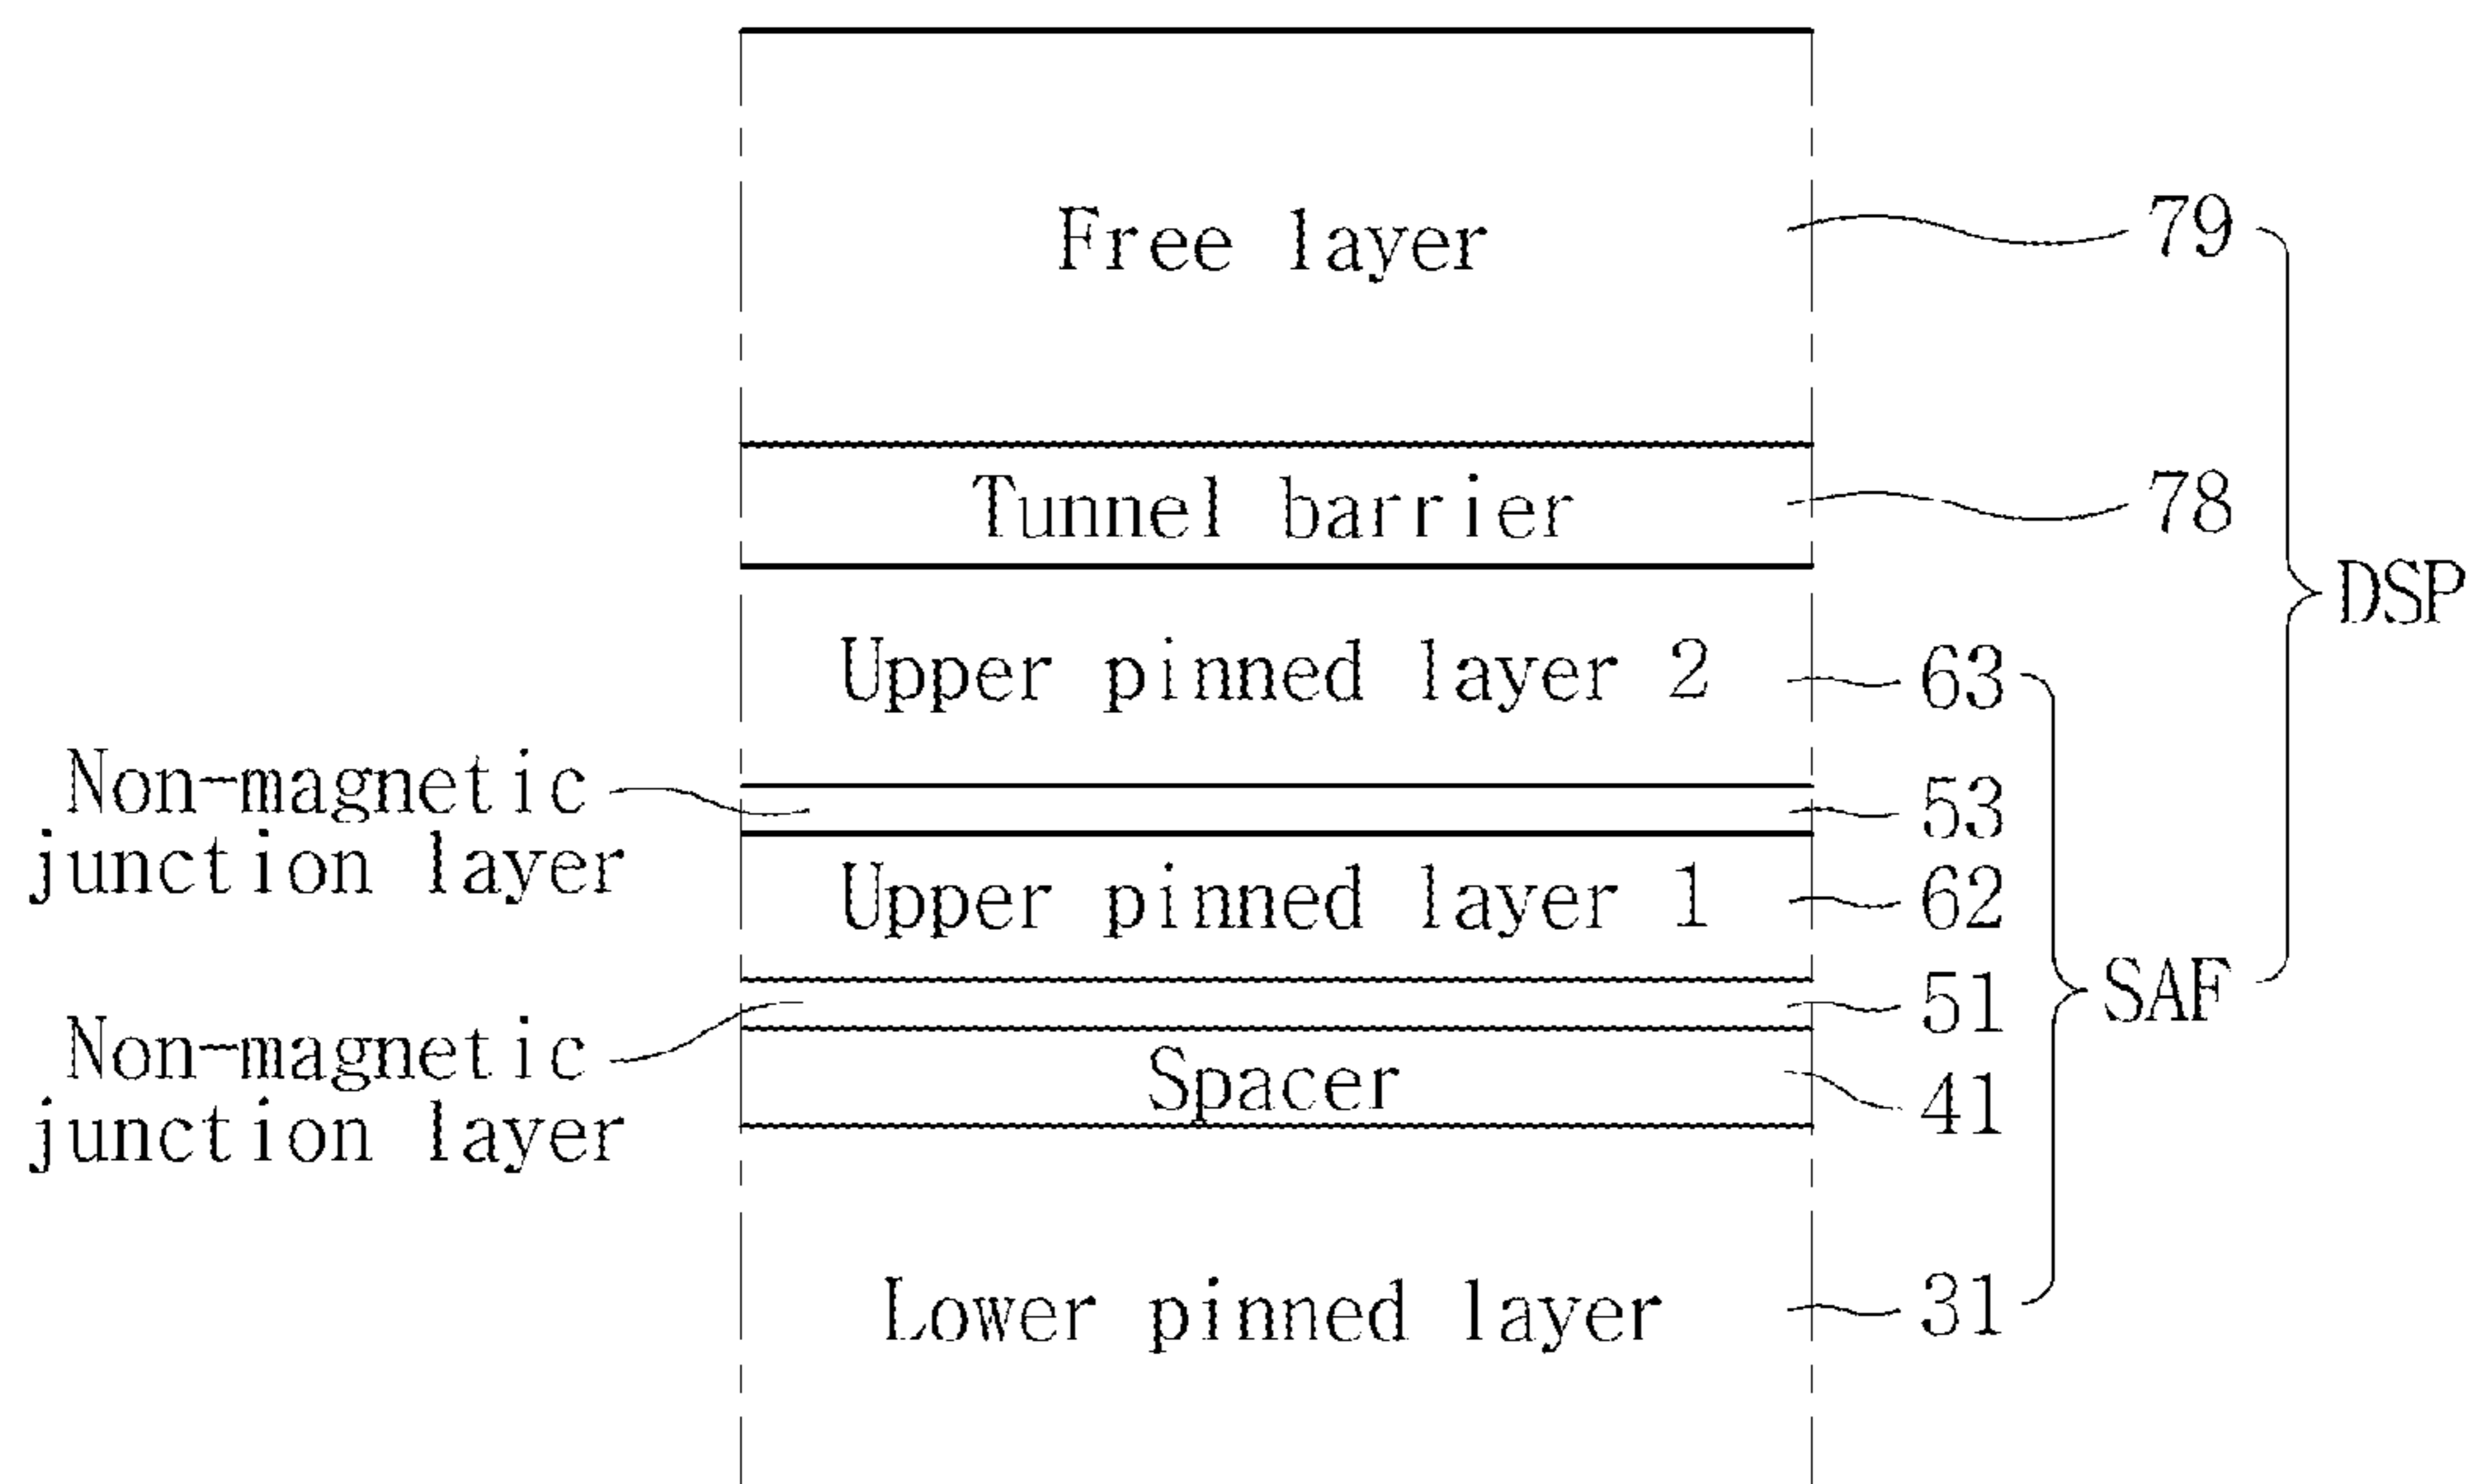 Free layer
79
Tunnel barrier
78
DSP
Upper pinned layer 2
63
Non-magnetic
junction layer
53
Upper pinned layer 1
62
SAF
51
Non-magnetic
junction layer
Spacer
41
Lower pinned layer
31